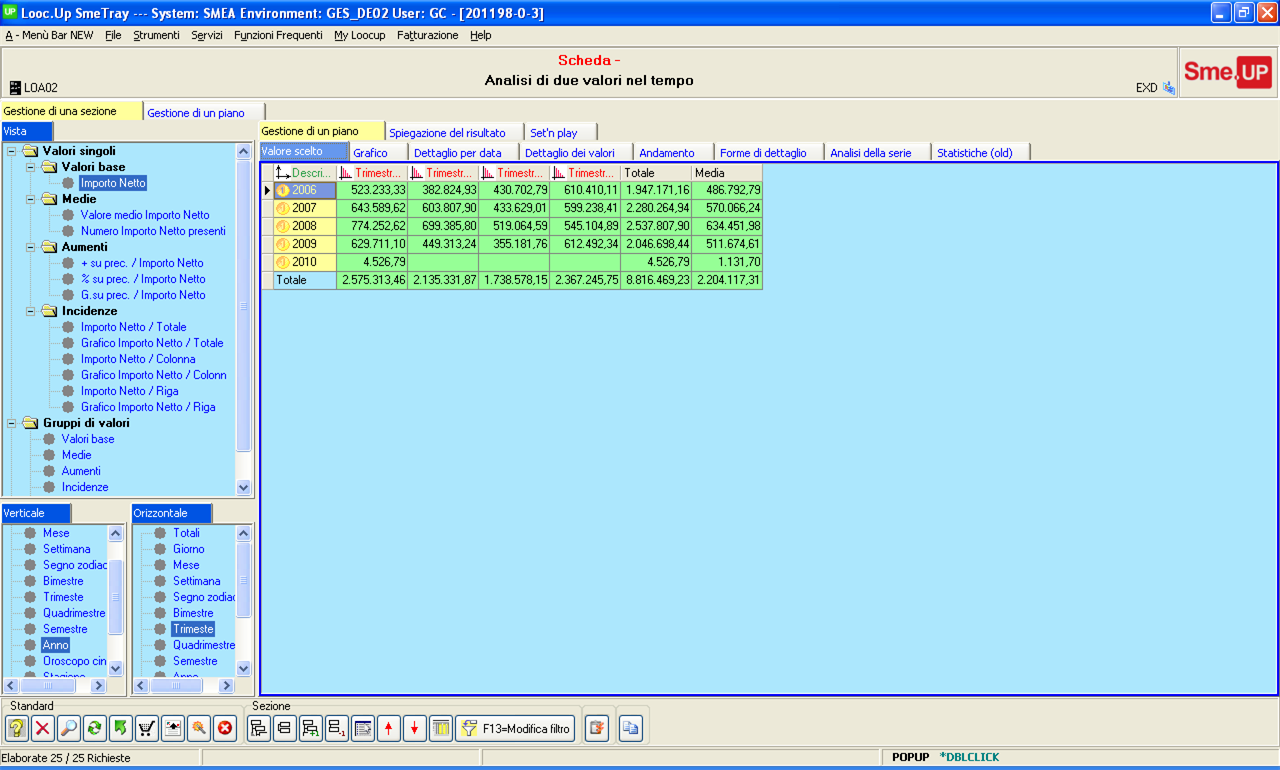 UP Looc.Up SmeTray --- System: SMEA Environment: GES_DE02 User: GC - [201198-0-3]
A - Menù Bar NEW File Strumenti Servizi Funzioni Frequenti My Loocup Fatturazione Help
Scheda -
Analisi di due valori nel tempo
LOA02
EXD
Sme.UP
Gestione di una sezione Gestione di un piano
Vista
Valori singoli
Valori base
Importo Netto
Medie
Valore medio Importo Netto
Numero Importo Netto presenti
Aumenti
+ su prec. / Importo Netto
% su prec. / Importo Netto
G.su prec. / Importo Netto
Incidenze
Importo Netto / Totale
Grafico Importo Netto / Totale
Importo Netto / Colonna
Grafico Importo Netto / Colonn
Importo Netto / Riga
Grafico Importo Netto / Riga
Gruppi di valori
Valori base
Medie
Aumenti
Incidenze
Verticale
Mese
Settimana
Segno zodiac
Bimestre
Trimeste
Quadrimestre
Semestre
Anno
Oroscopo cin
Stagione
Orizzontale
Totali
Giorno
Mese
Settimana
Segno zodiac
Bimestre
Trimeste
Quadrimestre
Semestre
Anno
Gestione di un piano Spiegazione del risultato Set'n play
Valore scelto Grafico Dettaglio per data Dettaglio dei valori Andamento Forme di dettaglio Analisi della serie Statistiche (old)
Descri... Trimestr... Trimestr... Trimestr... Trimestr... Totale Media
2006 523.233,33 382.824,93 430.702,79 610.410,11 1.947.171,16 486.792,79
2007 643.589,62 603.807,90 433.629,01 599.238,41 2.280.264,94 570.066,24
2008 774.252,62 699.385,80 519.064,59 545.104,89 2.537.807,90 634.451,98
2009 629.711,10 449.313,24 355.181,76 612.492,34 2.046.698,44 511.674,61
2010 4.526,79 4.526,79 1.131,70
Totale 2.575.313,46 2.135.331,87 1.738.578,15 2.367.245,75 8.816.469,23 2.204.117,31
Standard
Sezione
F13=Modifica filtro
Elaborate 25 / 25 Richieste
POPUP *DBLCLICK